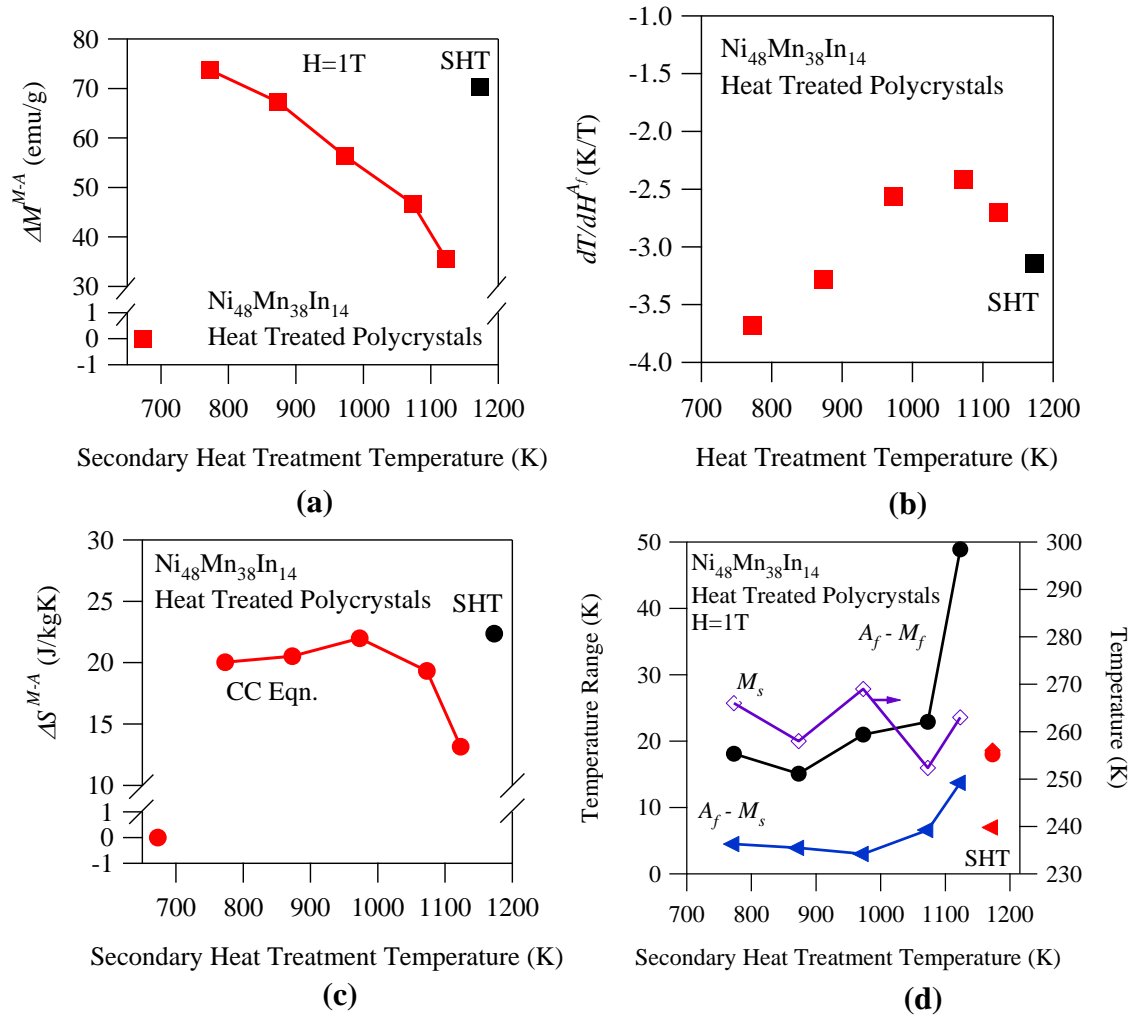 80
70
60
50
40
30
1
0
-1
ΔM^{M-A} (emu/g)
H=1T
SHT
Ni₄₈Mn₃₈In₁₄
Heat Treated Polycrystals
700 800 900 1000 1100 1200
Secondary Heat Treatment Temperature (K)
(a)
-1.0
-1.5
-2.0
-2.5
-3.0
-3.5
-4.0
dT/dH^{A_f}(K/T)
Ni₄₈Mn₃₈In₁₄
Heat Treated Polycrystals
SHT
700 800 900 1000 1100 1200
Heat Treatment Temperature (K)
(b)
30
25
20
15
10
1
0
-1
ΔS^{M-A} (J/kgK)
Ni₄₈Mn₃₈In₁₄
Heat Treated Polycrystals
SHT
CC Eqn.
700 800 900 1000 1100 1200
Secondary Heat Treatment Temperature (K)
(c)
50
40
30
20
10
0
Temperature Range (K)
Ni₄₈Mn₃₈In₁₄
Heat Treated Polycrystals
H=1T
A_f - M_f
M_s
A_f - M_s
SHT
300
290
280
270
260
250
240
230
Temperature
(K)
700 800 900 1000 1100 1200
Secondary Heat Treatment Temperature (K)
(d)